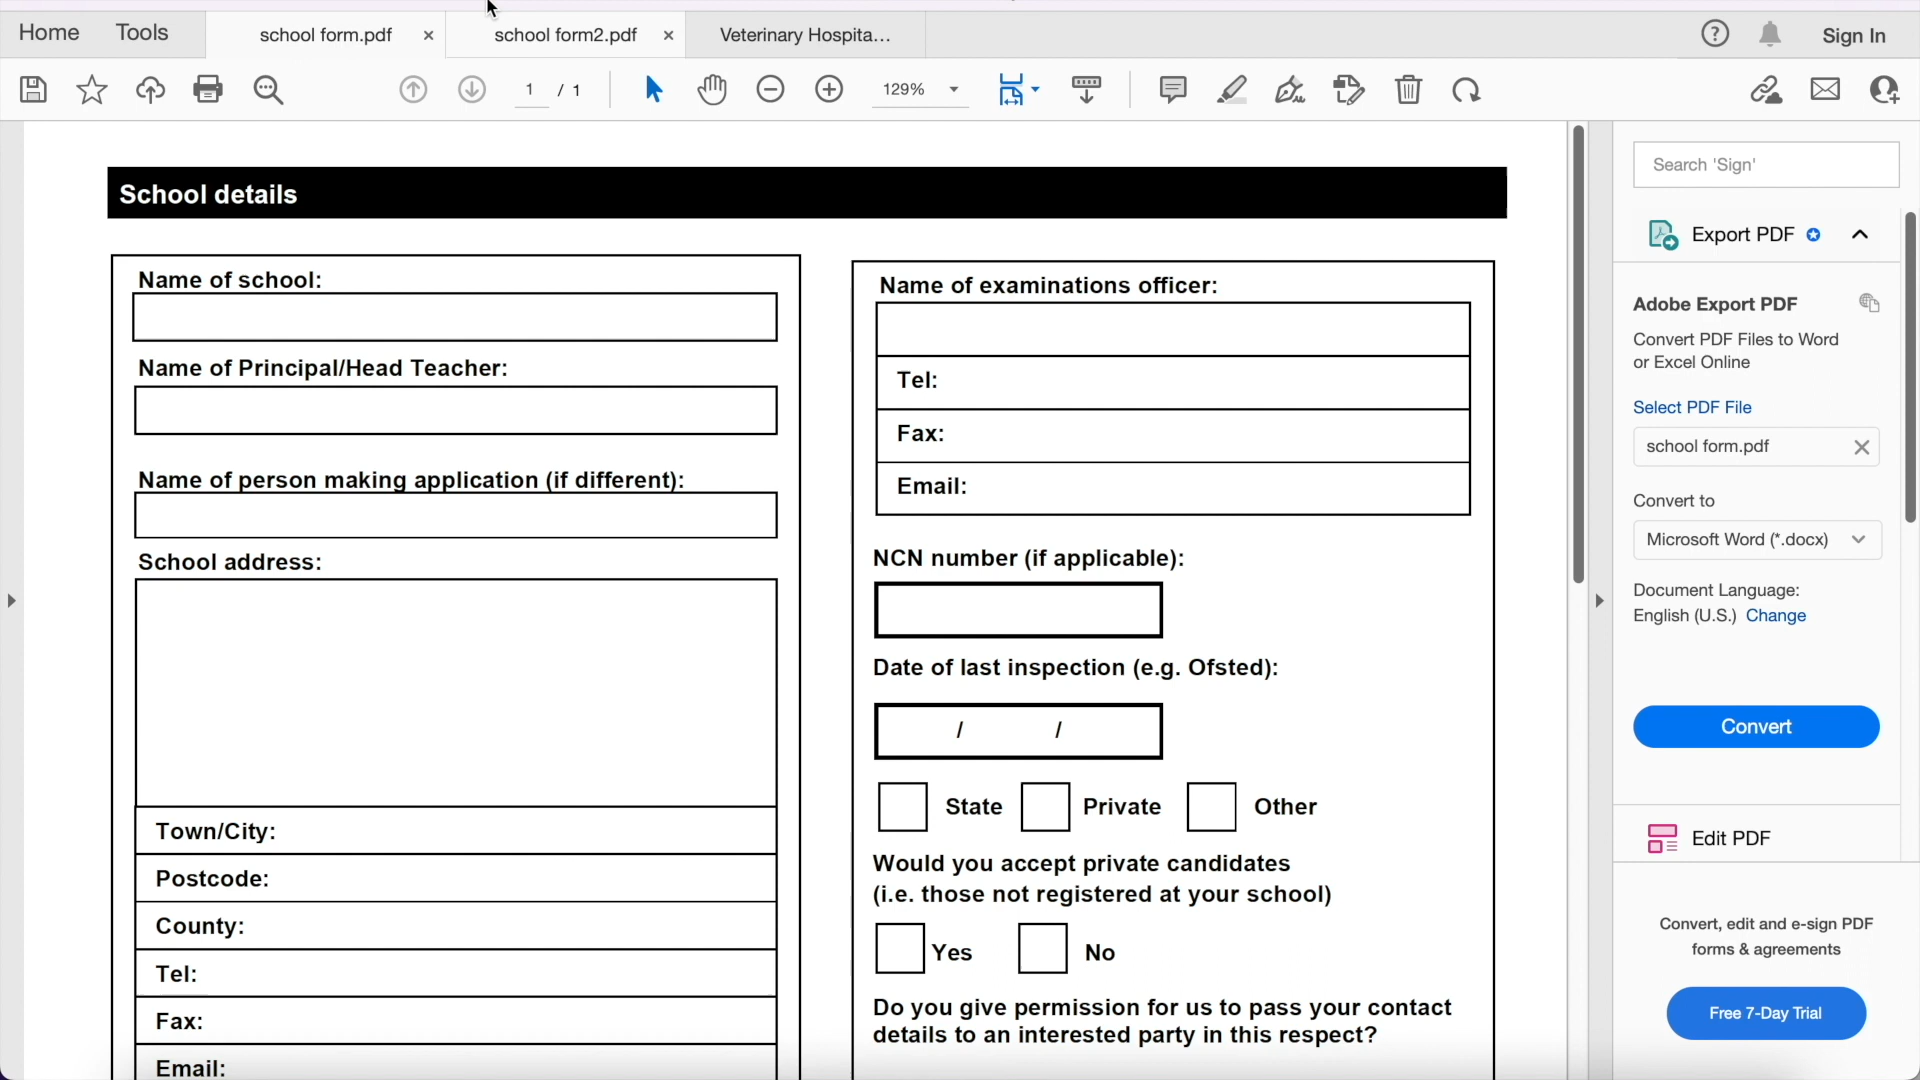 Home Tools school form.pdf school form2.pdf Veterinary Hospita... Sign In
1 / 1 129%
School details
Name of school:
Name of Principal/Head Teacher:
Name of person making application (if different):
School address:
Town/City:
Postcode:
County:
Tel:
Fax:
Email:
Name of examinations officer:
Tel:
Fax:
Email:
NCN number (if applicable):
Date of last inspection (e.g. Ofsted):
/ /
State Private Other
Would you accept private candidates
(i.e. those not registered at your school)
Yes No
Do you give permission for us to pass your contact
details to an interested party in this respect?
Search 'Sign'
Export PDF
Adobe Export PDF
Convert PDF Files to Word
or Excel Online
Select PDF File
school form.pdf
Convert to
Microsoft Word (*.docx)
Document Language:
English (U.S.) Change
Convert
Edit PDF
Convert, edit and e-sign PDF
forms & agreements
Free 7-Day Trial